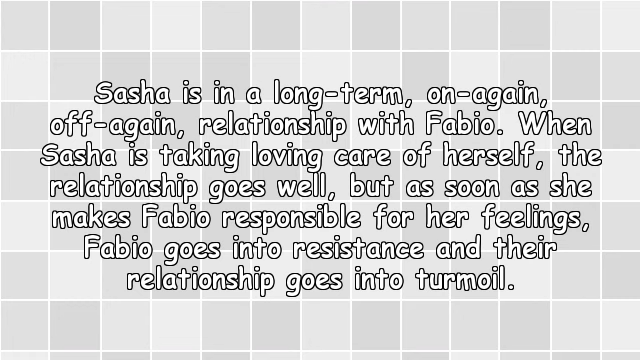 Sasha is in a long-term, on-again,
off-again, relationship with Fabio. When
Sasha is taking loving care of herself, the
relationship goes well, but as soon as she
makes Fabio responsible for her feelings,
Fabio goes into resistance and their
relationship goes into turmoil.